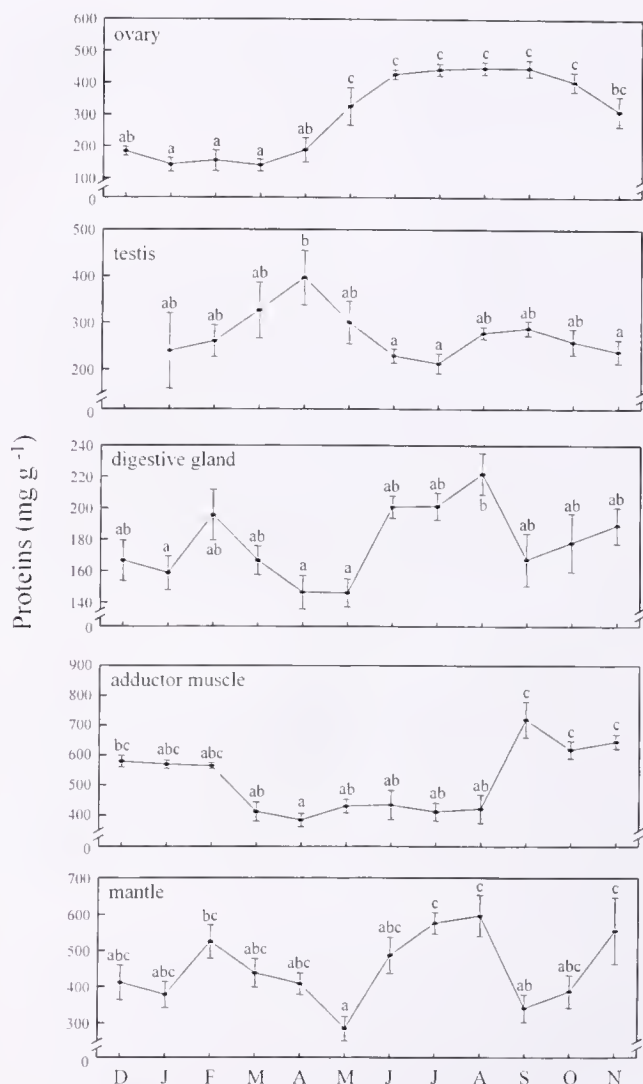 Proteins (mg g⁻¹)
ovary
600
500
400
300
200
100
0
ab a a a ab c c c c c c bc
testis
500
400
300
200
0
ab ab ab b ab a a ab ab ab a
digestive gland
240
220
200
180
160
140
0
ab a ab ab a a ab ab b ab ab ab
adductor muscle
900
800
700
600
500
400
0
bc abc abc ab a ab ab ab ab c c c
mantle
700
600
500
400
300
0
abc abc bc abc abc a abc c c ab abc c
D J F M A M J J A S O N